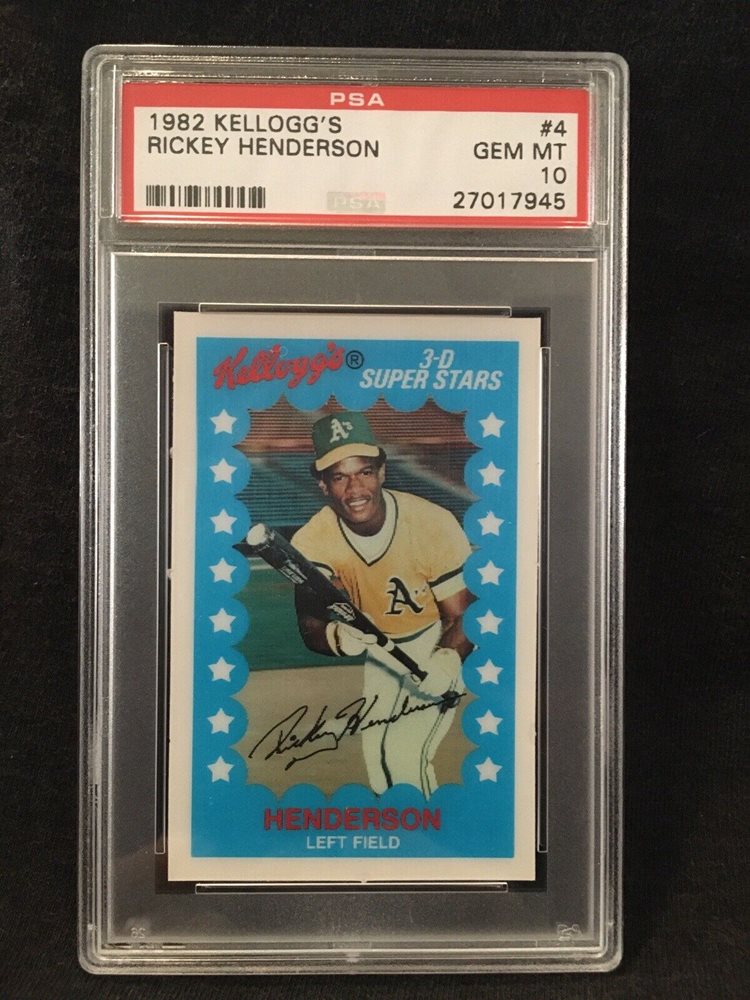 PSA
1982 KELLOGG'S #4
RICKEY HENDERSON GEM MT
10
PSA 27017945
Kellogg's® 3-D
SUPER STARS
A's
A's
Rickey Henderson
HENDERSON
LEFT FIELD